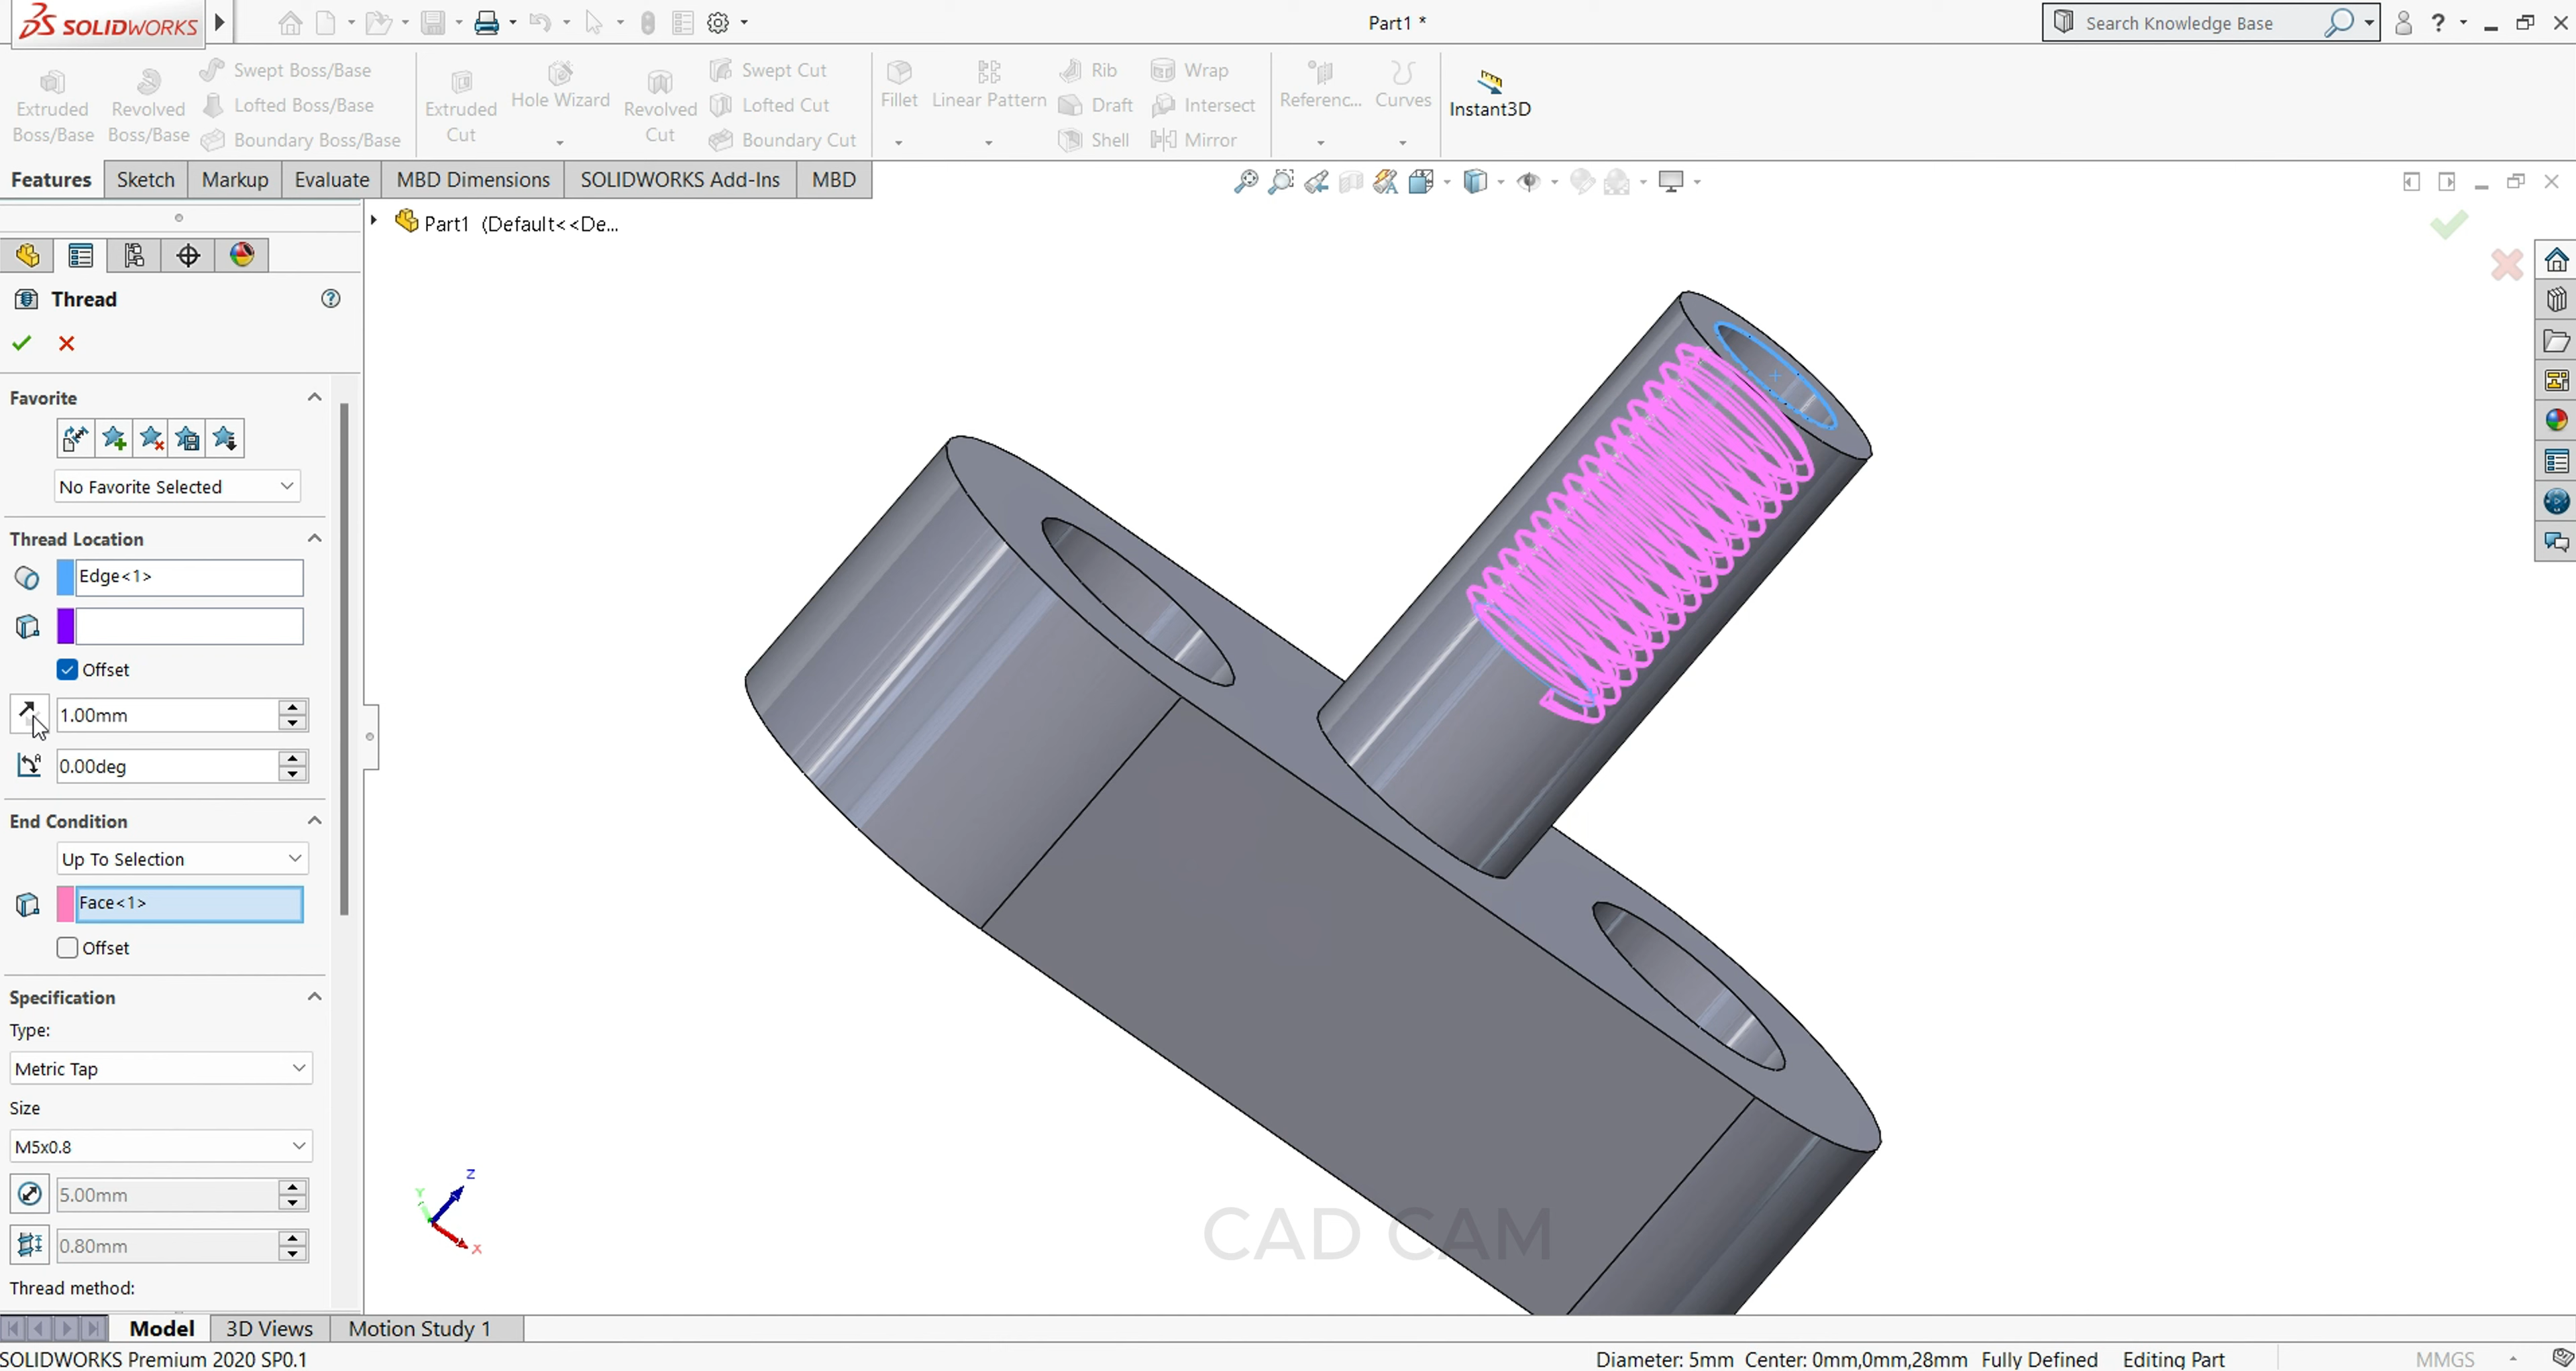 SOLIDWORKS
Part1 *
Search Knowledge Base
?
Extruded Boss/Base
Revolved Boss/Base
Swept Boss/Base
Lofted Boss/Base
Boundary Boss/Base
Extruded Cut
Hole Wizard
Revolved Cut
Swept Cut
Lofted Cut
Boundary Cut
Fillet
Linear Pattern
Rib
Draft
Shell
Wrap
Intersect
Mirror
Referenc...
Curves
Instant3D
Features
Sketch
Markup
Evaluate
MBD Dimensions
SOLIDWORKS Add-Ins
MBD
Part1 (Default<<De...
Thread
?
Favorite
No Favorite Selected
Thread Location
Edge<1>
Offset
1.00mm
0.00deg
End Condition
Up To Selection
Face<1>
Offset
Specification
Type:
Metric Tap
Size
M5x0.8
5.00mm
0.80mm
Thread method:
Z
Y
X
CAD CAM
Model
3D Views
Motion Study 1
SOLIDWORKS Premium 2020 SP0.1
Diameter: 5mm Center: 0mm,0mm,28mm
Fully Defined
Editing Part
MMGS